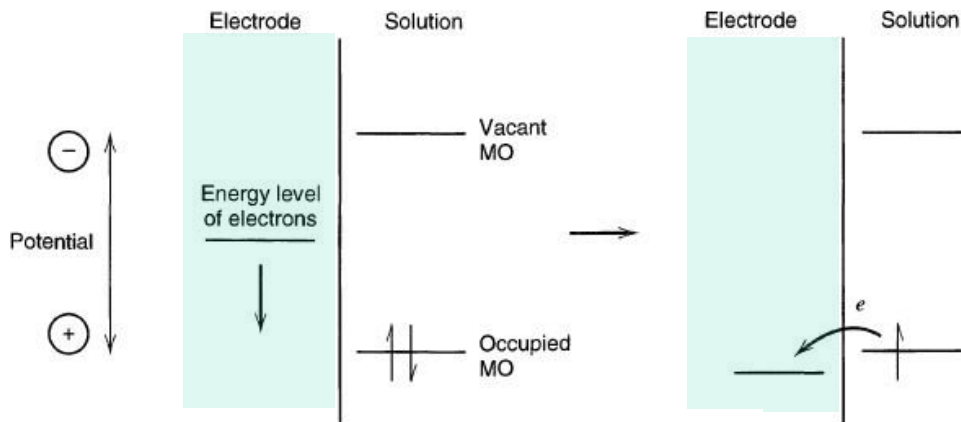 Electrode
Solution
Electrode
Solution
−
Vacant
MO
Energy level
of electrons
Potential
e
+
Occupied
MO